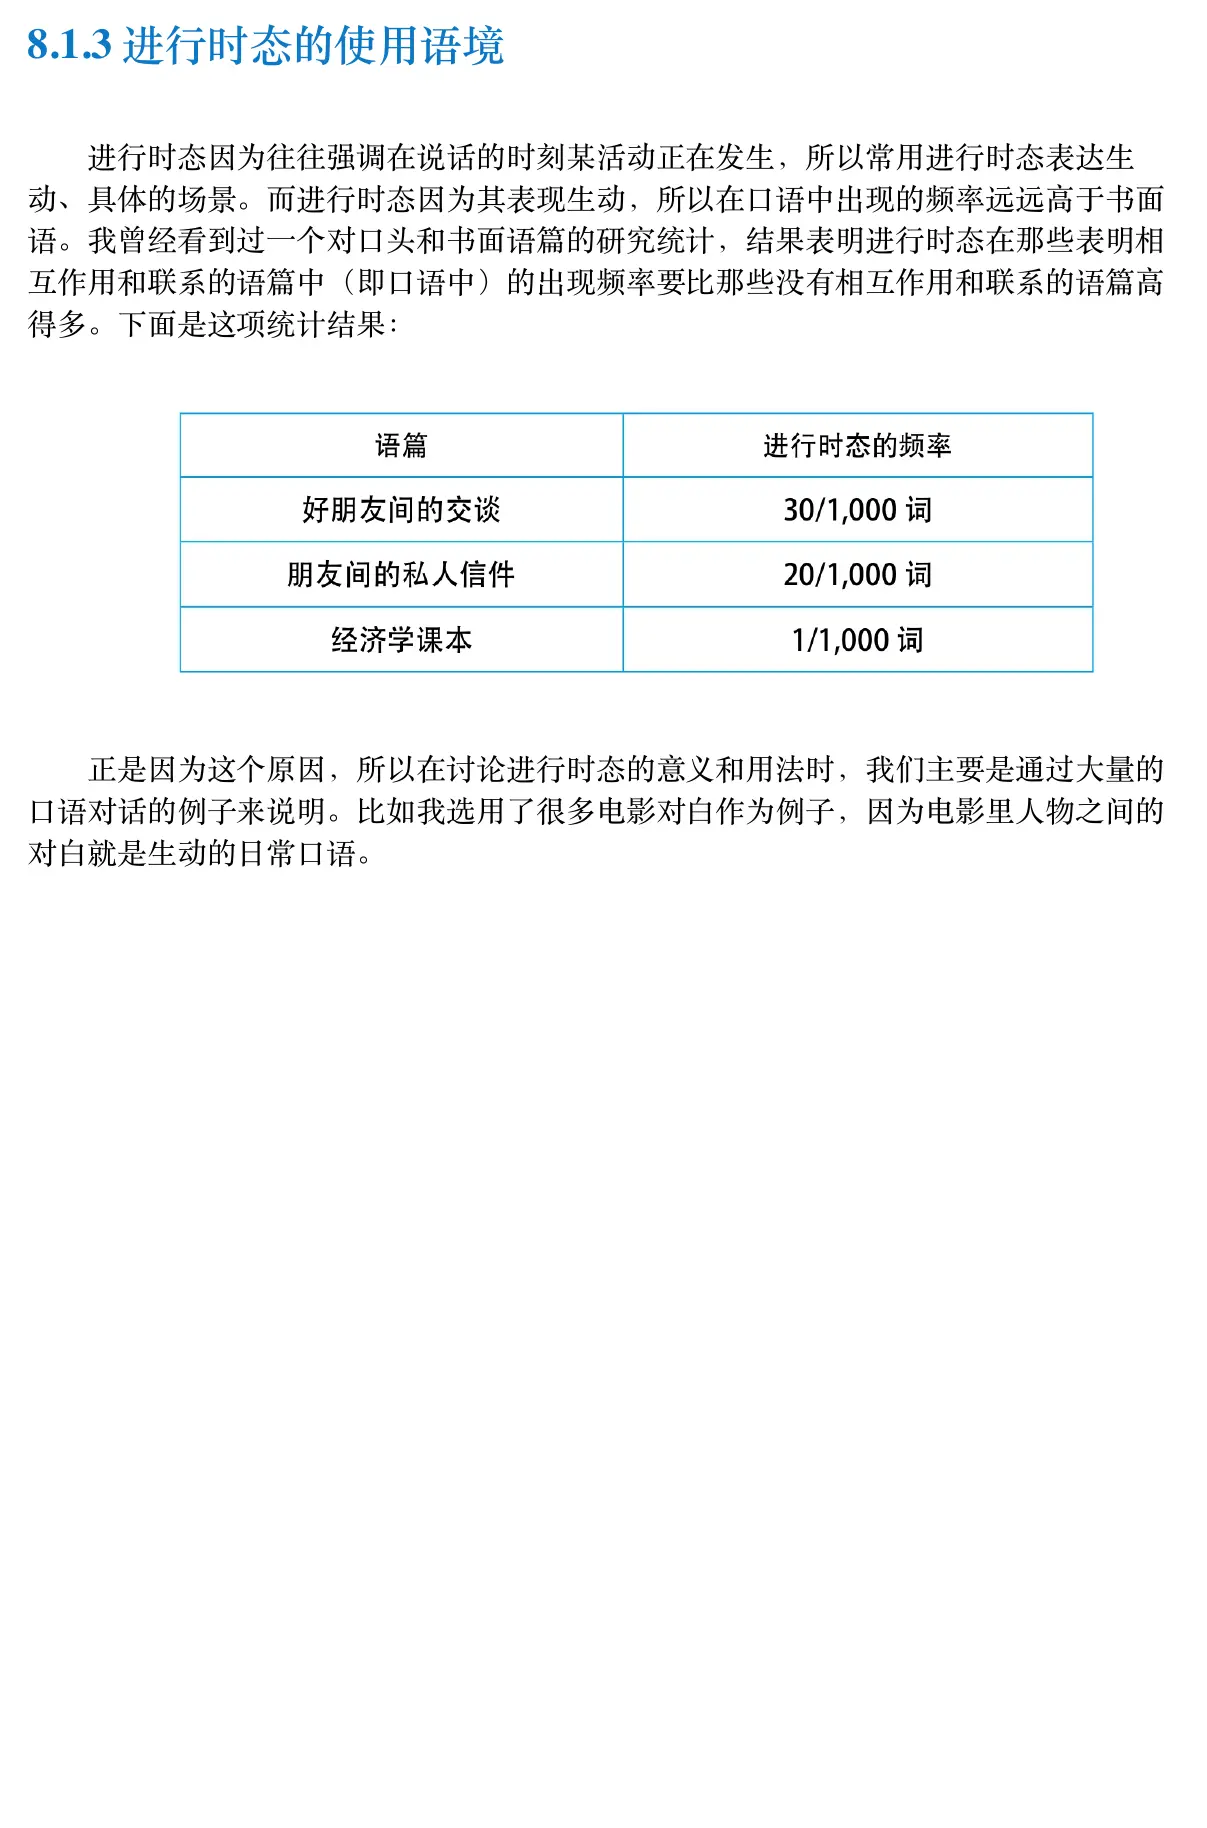 8.1.3 进行时态的使用语境
进行时态因为往往强调在说话的时刻某活动正在发生，所以常用进行时态表达生
动、具体的场景。而进行时态因为其表现生动，所以在口语中出现的频率远远高于书面
语。我曾经看到过一个对口头和书面语篇的研究统计，结果表明进行时态在那些表明相
互作用和联系的语篇中（即口语中）的出现频率要比那些没有相互作用和联系的语篇高
得多。下面是这项统计结果：
语篇 进行时态的频率
好朋友间的交谈 30/1,000 词
朋友间的私人信件 20/1,000 词
经济学课本 1/1,000 词
正是因为这个原因，所以在讨论进行时态的意义和用法时，我们主要是通过大量的
口语对话的例子来说明。比如我选用了很多电影对白作为例子，因为电影里人物之间的
对白就是生动的日常口语。